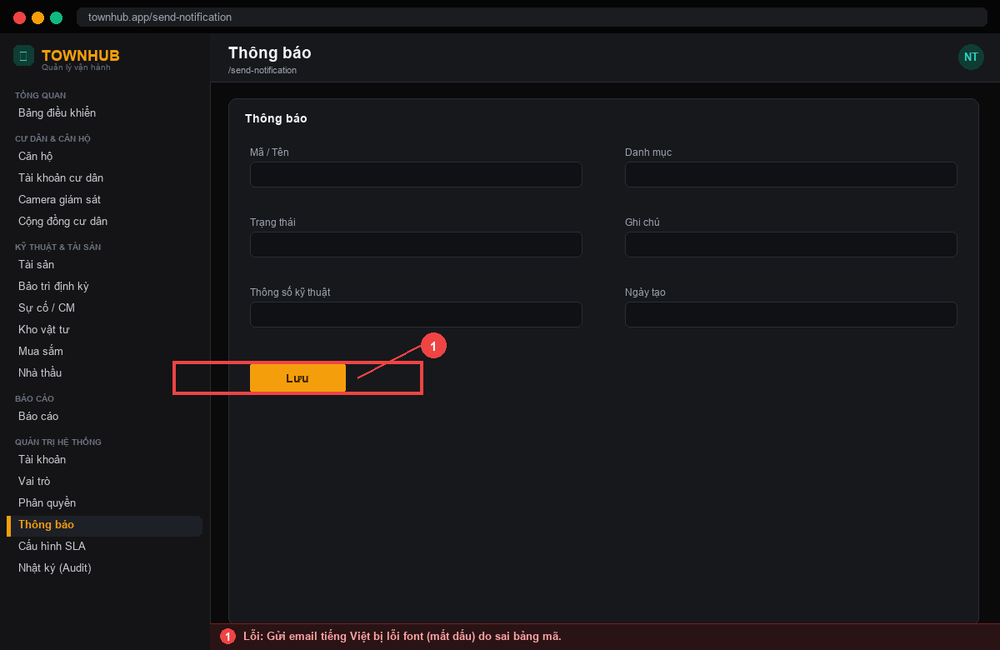 townhub.app/send-notification
TOWNHUB
Quản lý vận hành
TỔNG QUAN
Bảng điều khiển
CƯ DÂN & CĂN HỘ
Căn hộ
Tài khoản cư dân
Camera giám sát
Cộng đồng cư dân
KỸ THUẬT & TÀI SẢN
Tài sản
Bảo trì định kỳ
Sự cố / CM
Kho vật tư
Mua sắm
Nhà thầu
BÁO CÁO
Báo cáo
QUẢN TRỊ HỆ THỐNG
Tài khoản
Vai trò
Phân quyền
Thông báo
Cấu hình SLA
Nhật ký (Audit)
Thông báo
/send-notification
NT
Thông báo
Mã / Tên
Danh mục
Trạng thái
Ghi chú
Thông số kỹ thuật
Ngày tạo
1
Lưu
1 Lỗi: Gửi email tiếng Việt bị lỗi font (mất dấu) do sai bảng mã.